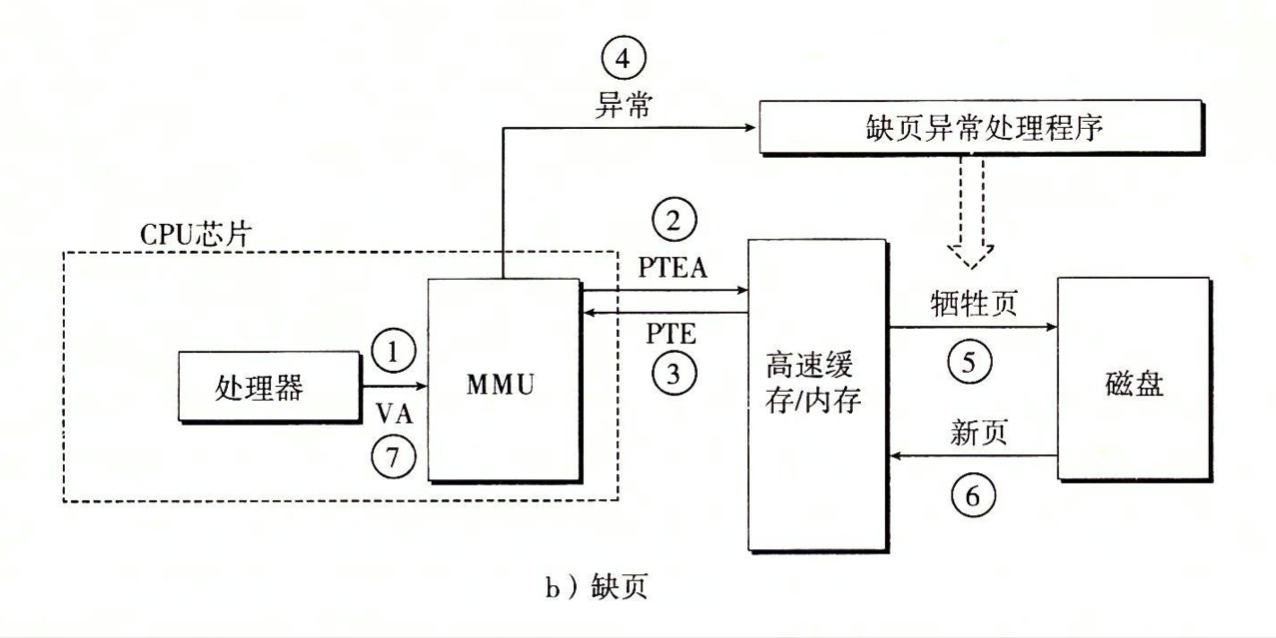 ④
异常
缺页异常处理程序
CPU芯片
②
PTEA
PTE
③
①
处理器
VA
⑦
MMU
高速缓
存/内存
牺牲页
⑤
新页
⑥
磁盘
b）缺页